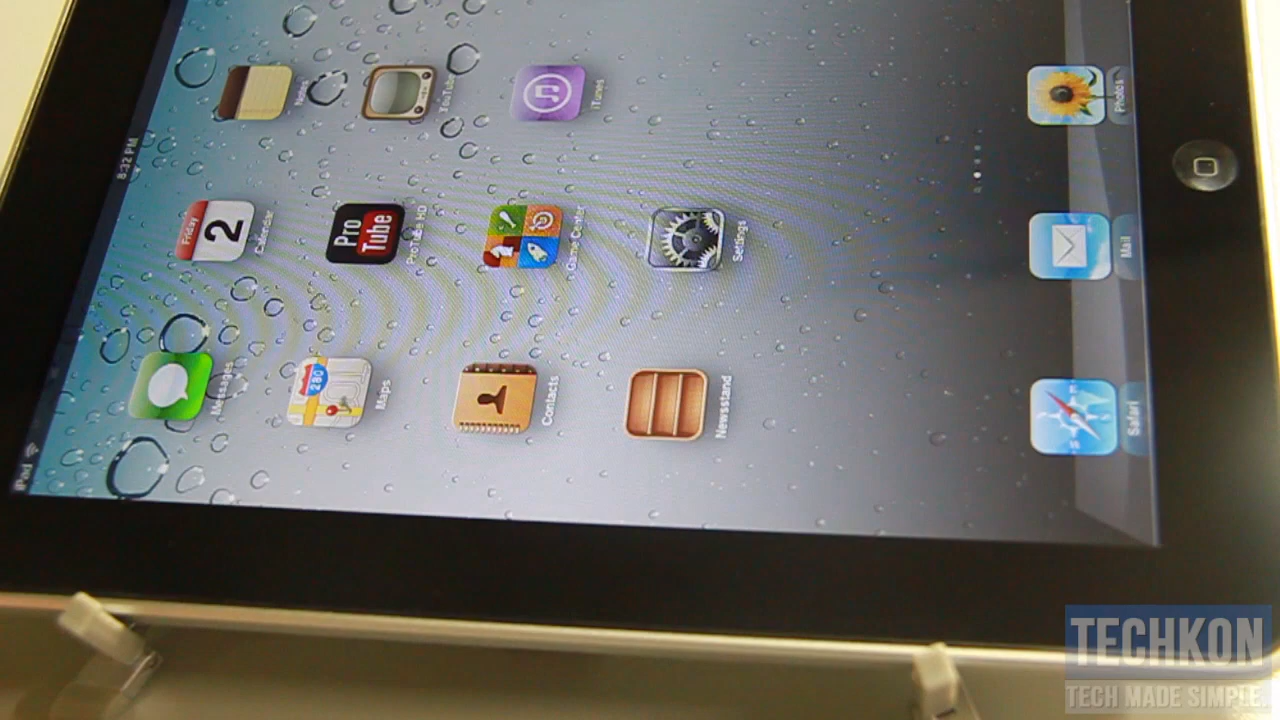 iPad
8:32 PM
Messages
Friday
2
Calendar
Notes
280
Maps
Pro
Tube
ProTube HD
YouTube
Contacts
Game Center
iTunes
Newsstand
Settings
Safari
Mail
Photos
TECHKON
TECH MADE SIMPLE.